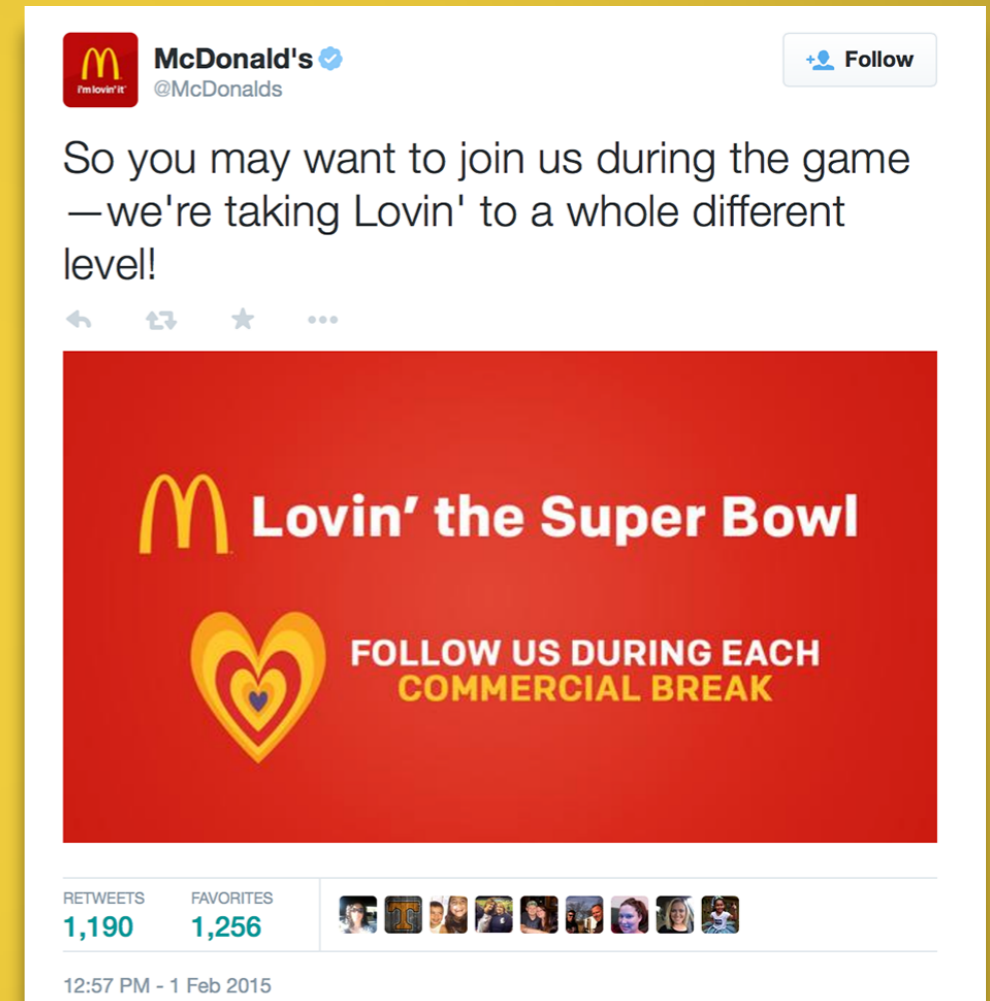 McDonald's
@McDonalds
Follow
i'm lovin' it
So you may want to join us during the game
—we're taking Lovin' to a whole different
level!
Lovin' the Super Bowl
FOLLOW US DURING EACH
COMMERCIAL BREAK
RETWEETS FAVORITES
1,190 1,256
12:57 PM - 1 Feb 2015